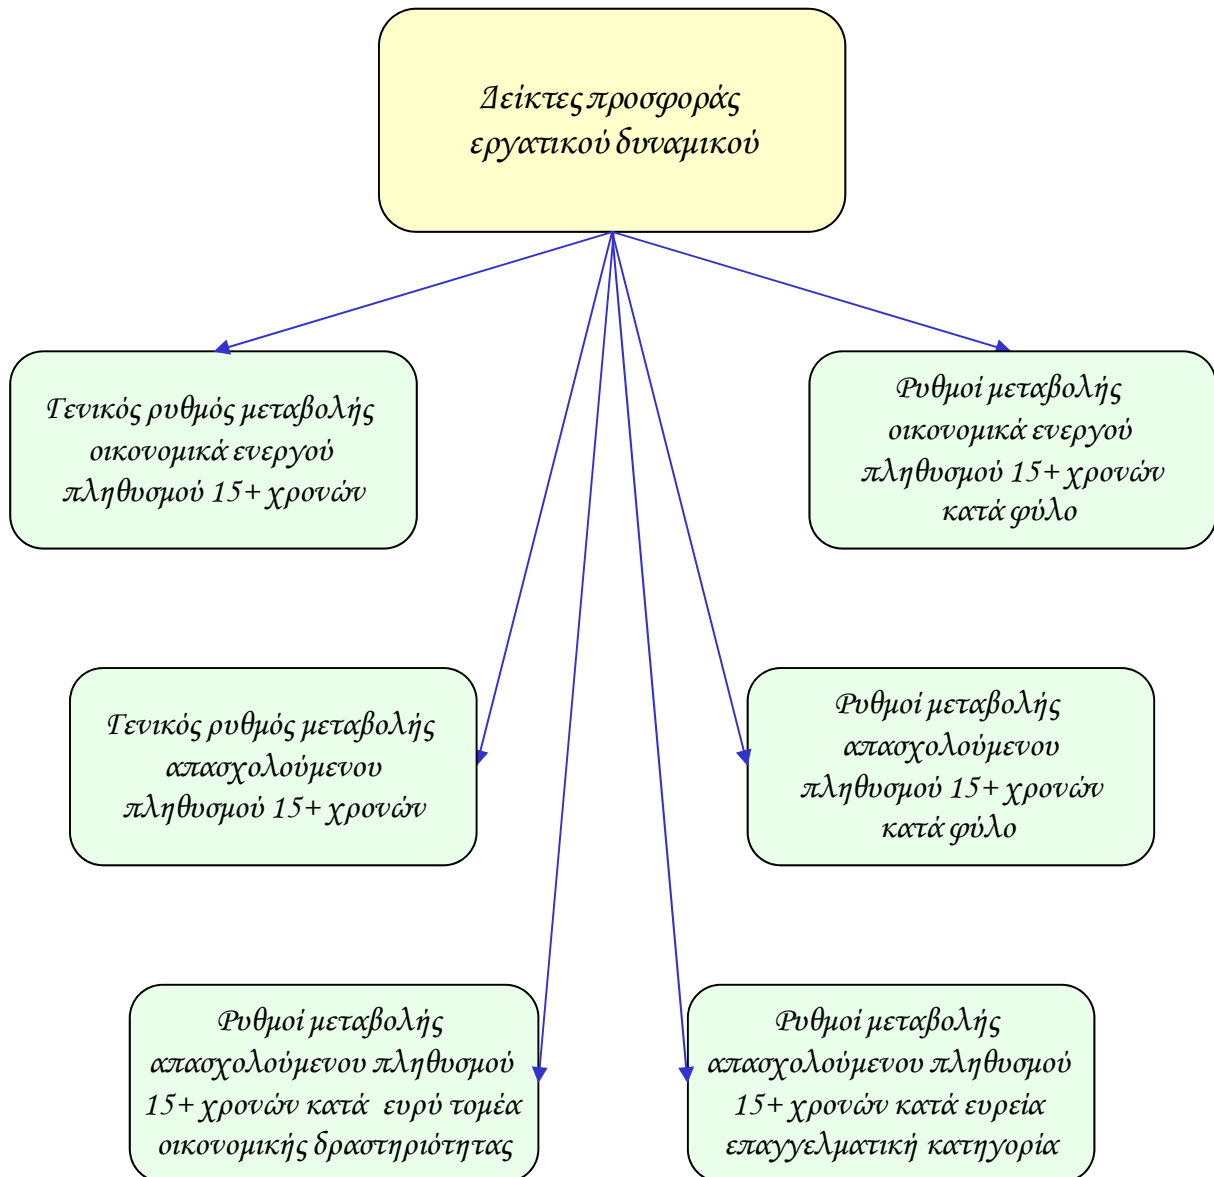 Δείκτες προσφοράς
εργατικού δυναμικού
Γενικός ρυθμός μεταβολής
οικονομικά ενεργού
πληθυσμού 15+ χρονών
Ρυθμοί μεταβολής
οικονομικά ενεργού
πληθυσμού 15+ χρονών
κατά φύλο
Γενικός ρυθμός μεταβολής
απασχολούμενου
πληθυσμού 15+ χρονών
Ρυθμοί μεταβολής
απασχολούμενου
πληθυσμού 15+ χρονών
κατά φύλο
Ρυθμοί μεταβολής
απασχολούμενου πληθυσμού
15+ χρονών κατά ευρύ τομέα
οικονομικής δραστηριότητας
Ρυθμοί μεταβολής
απασχολούμενου πληθυσμού
15+ χρονών κατά ευρεία
επαγγελματική κατηγορία